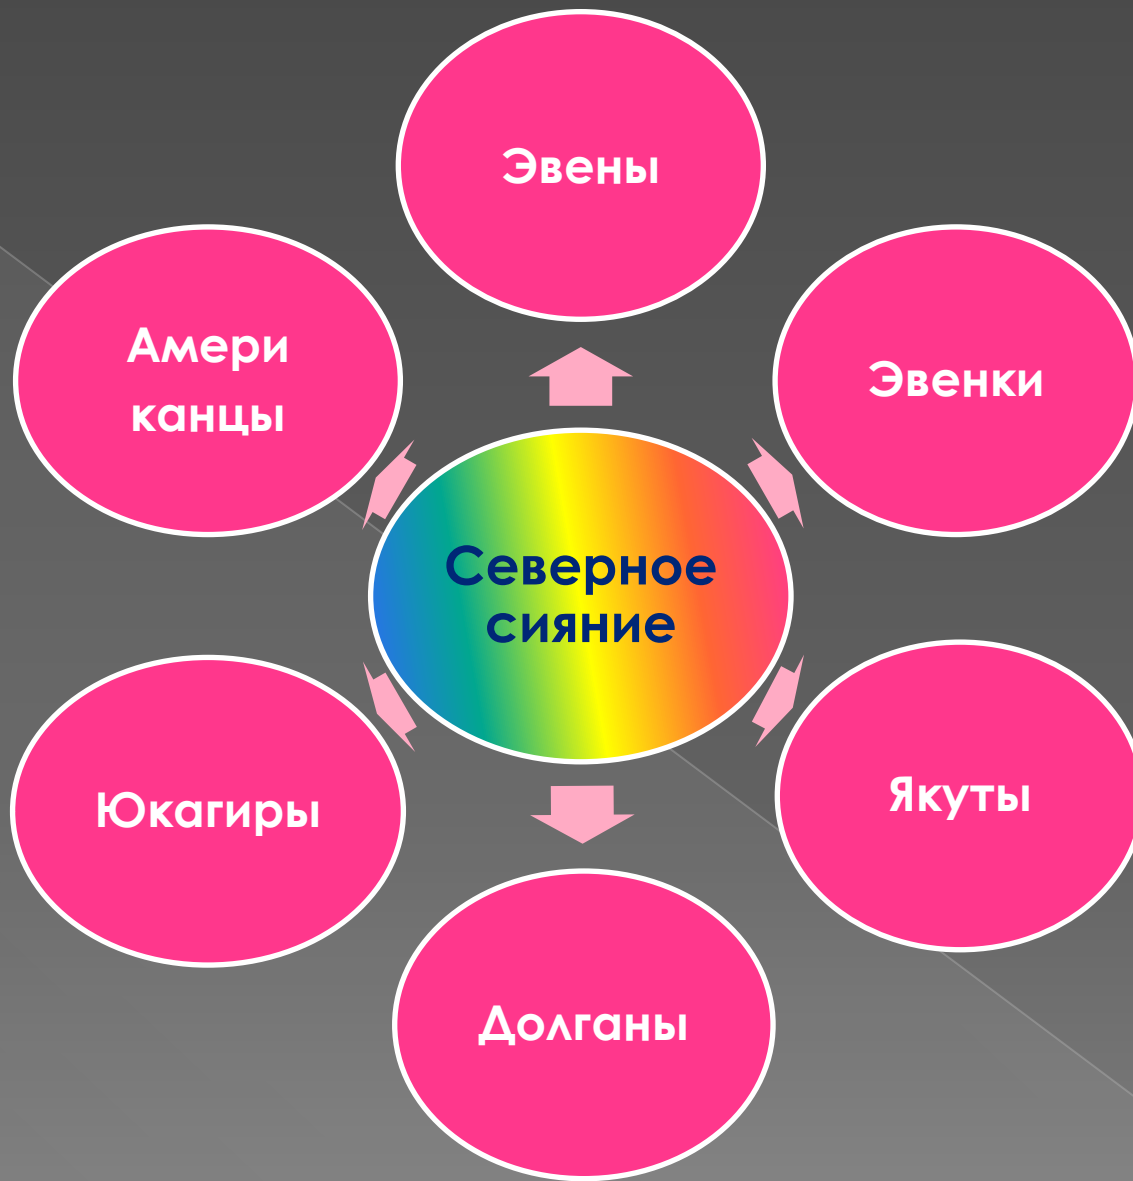 Эвены
Амери
канцы
Эвенки
Северное
сияние
Юкагиры
Якуты
Долганы